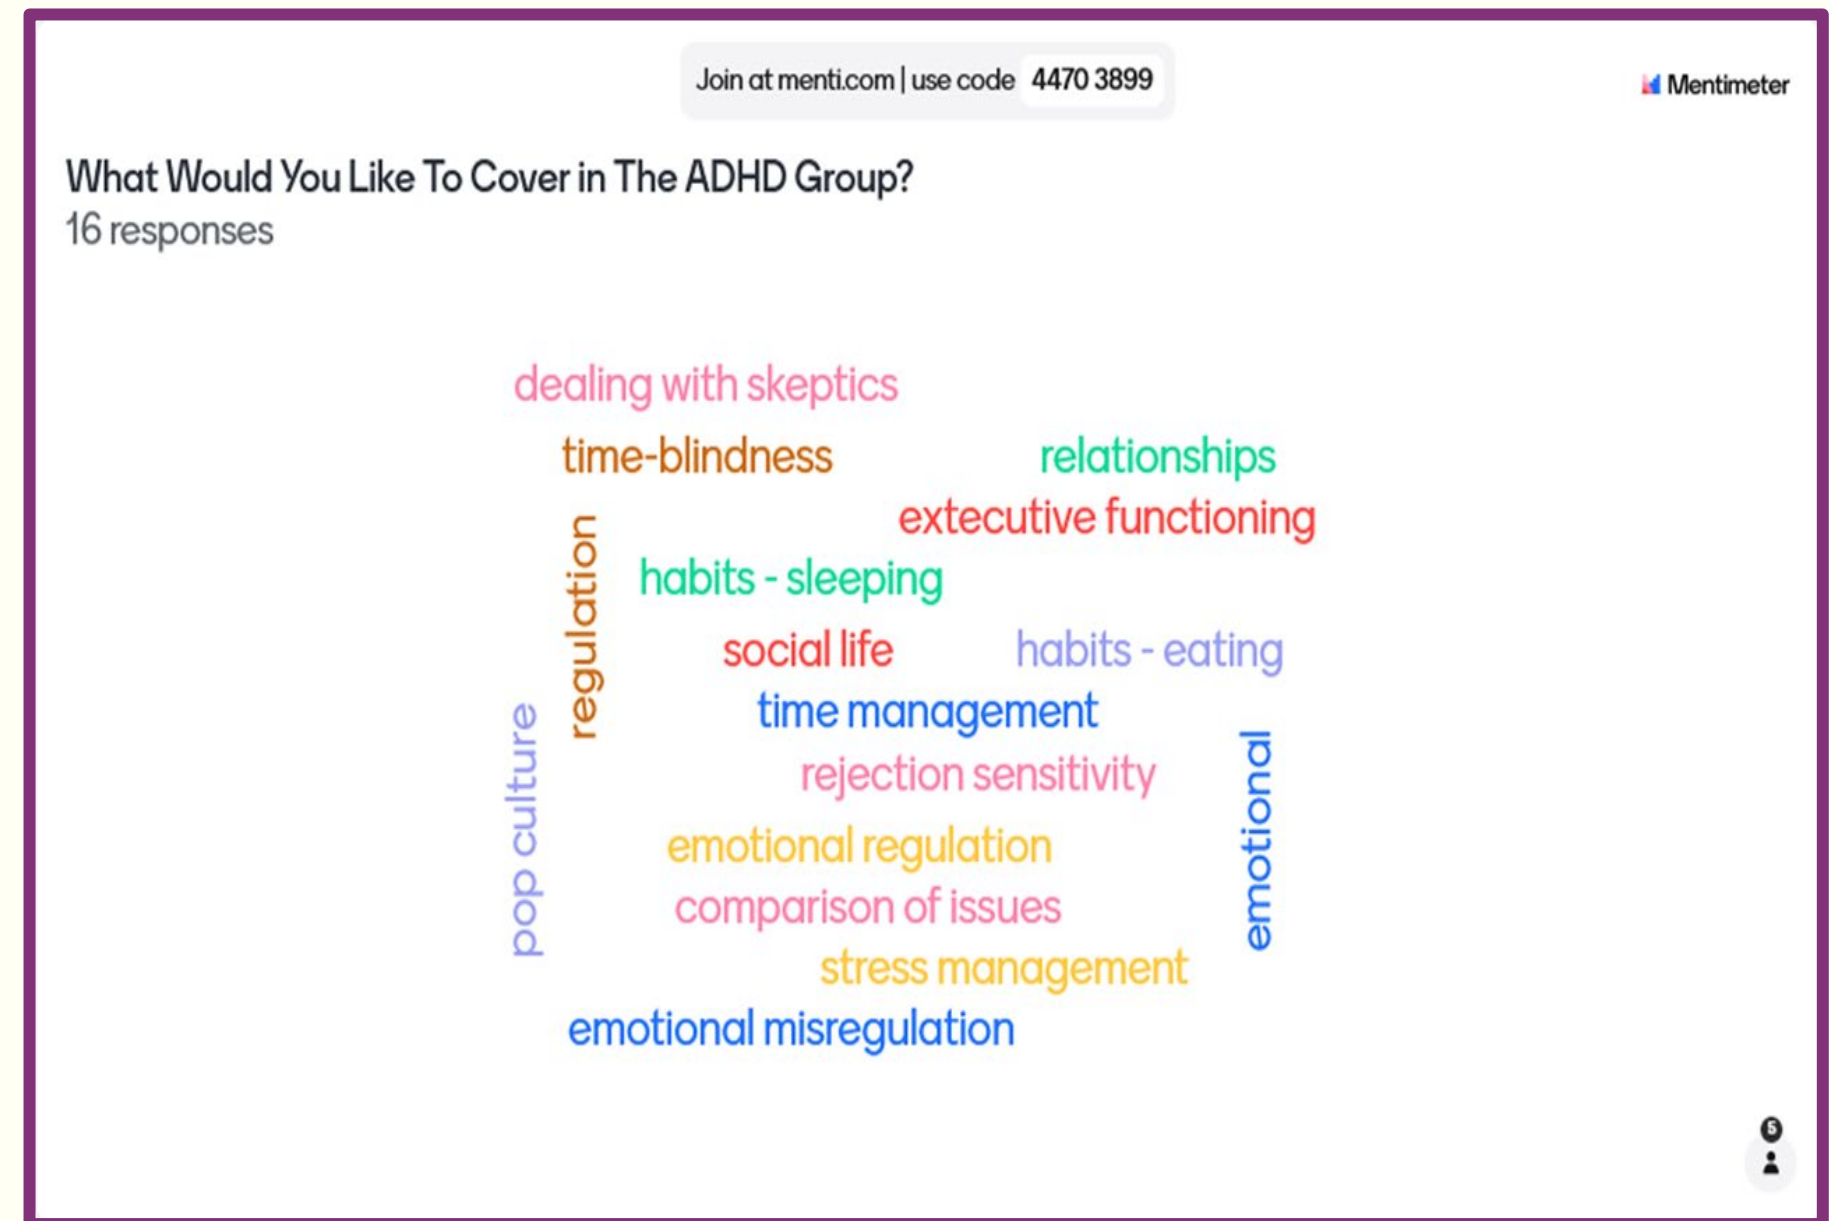 Join at menti.com | use code 4470 3899
Mentimeter
What Would You Like To Cover in The ADHD Group?
16 responses
dealing with skeptics
time-blindness
relationships
extecutive functioning
regulation
habits - sleeping
social life
habits - eating
time management
pop culture
rejection sensitivity
emotional
emotional regulation
comparison of issues
stress management
emotional misregulation
5